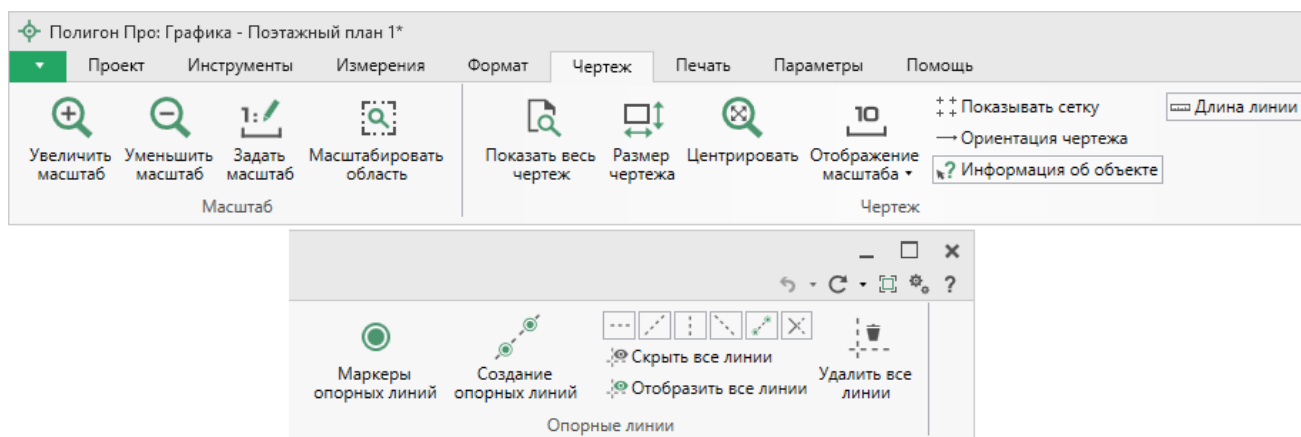 Полигон Про: Графика - Поэтажный план 1*
Проект Инструменты Измерения Формат Чертеж Печать Параметры Помощь
Увеличить масштаб
Уменьшить масштаб
1:
Задать масштаб
Масштабировать область
Масштаб
Показать весь чертеж
Размер чертежа
Центрировать
10
Отображение масштаба
Показывать сетку
Ориентация чертежа
? Информация об объекте
Длина линии
Чертеж
?
Маркеры опорных линий
Создание опорных линий
Скрыть все линии
Отобразить все линии
Удалить все линии
Опорные линии